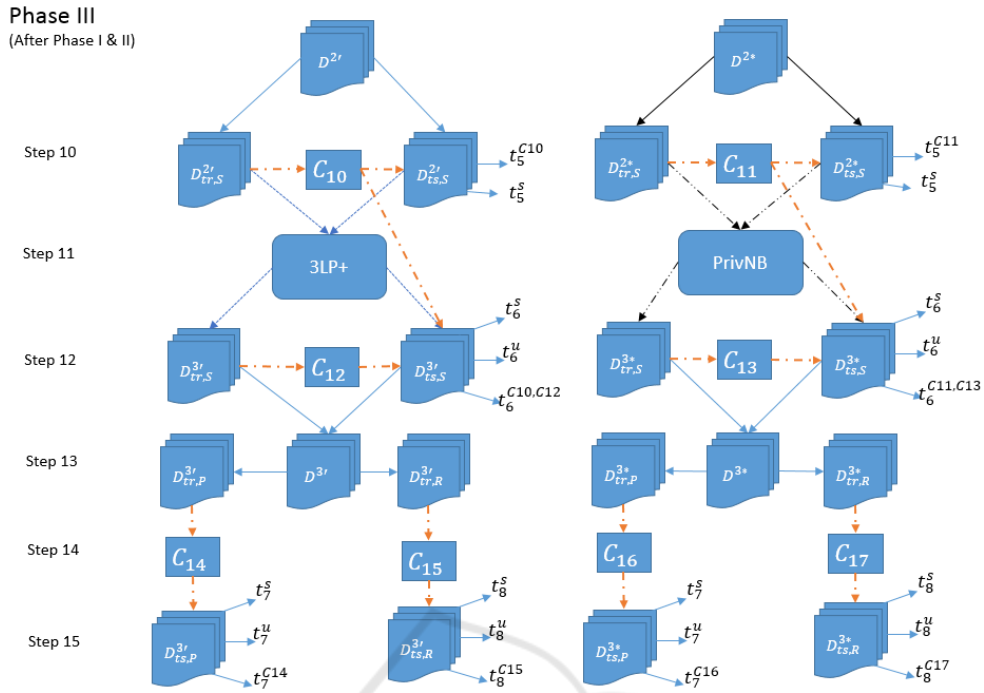 Phase III
(After Phase I & II)
D^{2′} D^{2*}
Step 10
D^{2′}_{tr,S} C_{10} D^{2′}_{ts,S} t_5^{C10} t_5^s
D^{2*}_{tr,S} C_{11} D^{2*}_{ts,S} t_5^{C11} t_5^s
Step 11
3LP+ PrivNB
Step 12
D^{3′}_{tr,S} C_{12} D^{3′}_{ts,S} t_6^s t_6^u t_6^{C10,C12}
D^{3*}_{tr,S} C_{13} D^{3*}_{ts,S} t_6^s t_6^u t_6^{C11,C13}
Step 13
D^{3′}_{tr,P} D^{3′} D^{3′}_{tr,R}
D^{3*}_{tr,P} D^{3*} D^{3*}_{tr,R}
Step 14
C_{14} C_{15} C_{16} C_{17}
Step 15
D^{3′}_{ts,P} t_7^s t_7^u t_7^{C14}
D^{3′}_{ts,R} t_8^s t_8^u t_8^{C15}
D^{3*}_{ts,P} t_7^s t_7^u t_7^{C16}
D^{3*}_{ts,R} t_8^s t_8^u t_8^{C17}